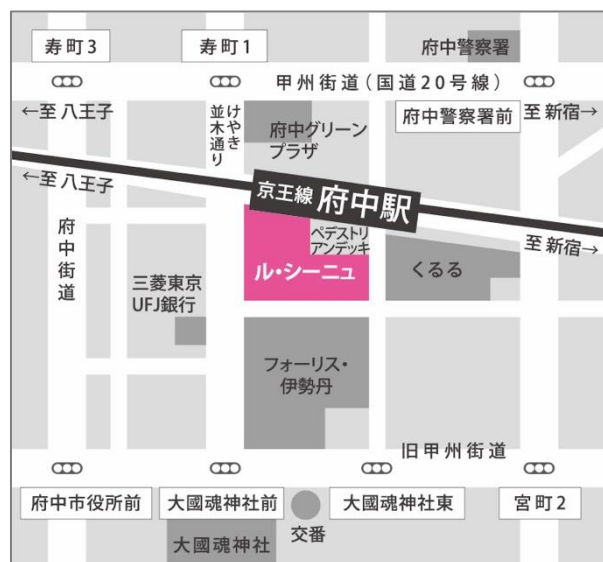 寿町3
寿町1
府中警察署
甲州街道(国道20号線)
←至 八王子
けやき
並木通り
府中グリーン
プラザ
府中警察署前
至 新宿→
←至 八王子
京王線 府中駅
府中街道
ペデストリ
アンデッキ
至 新宿→
三菱東京
UFJ銀行
ル・シーニュ
くるる
フォーリス・
伊勢丹
旧甲州街道
府中市役所前
大國魂神社前
大國魂神社東
宮町2
交番
大國魂神社